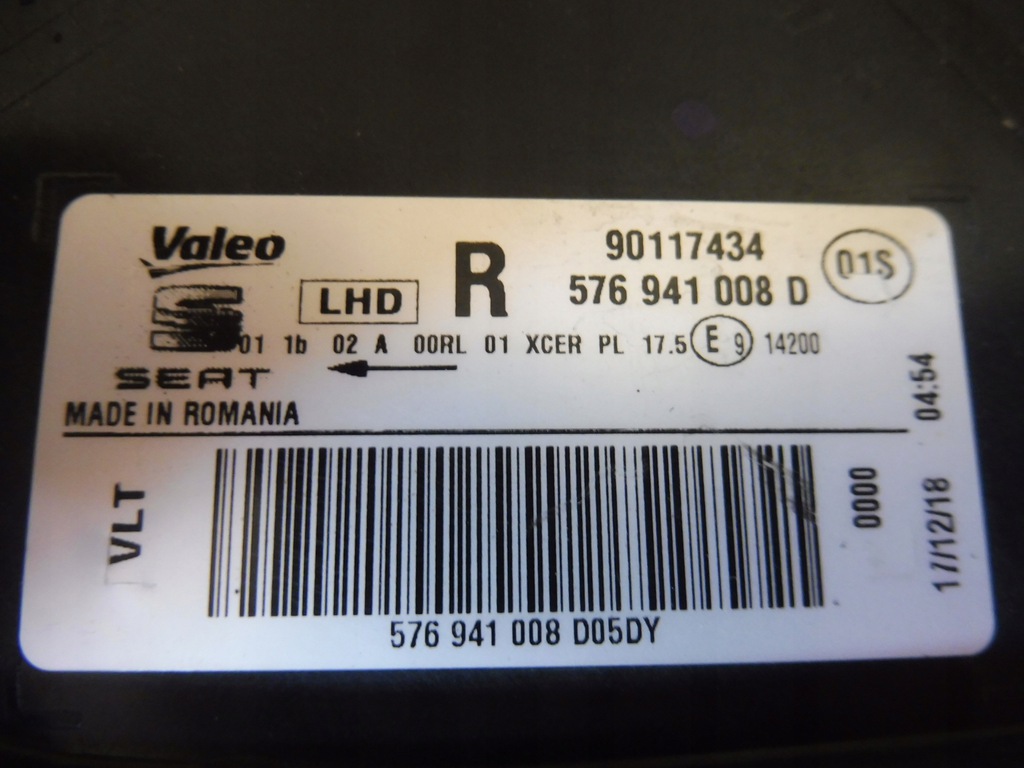 Valeo
LHD
R
90117434
576 941 008 D
01S
01 1b 02 A 00RL 01 XCER PL 17.5 E 9 14200
SEAT
MADE IN ROMANIA
VLT
0000
17/12/18 04:54
576 941 008 D05DY